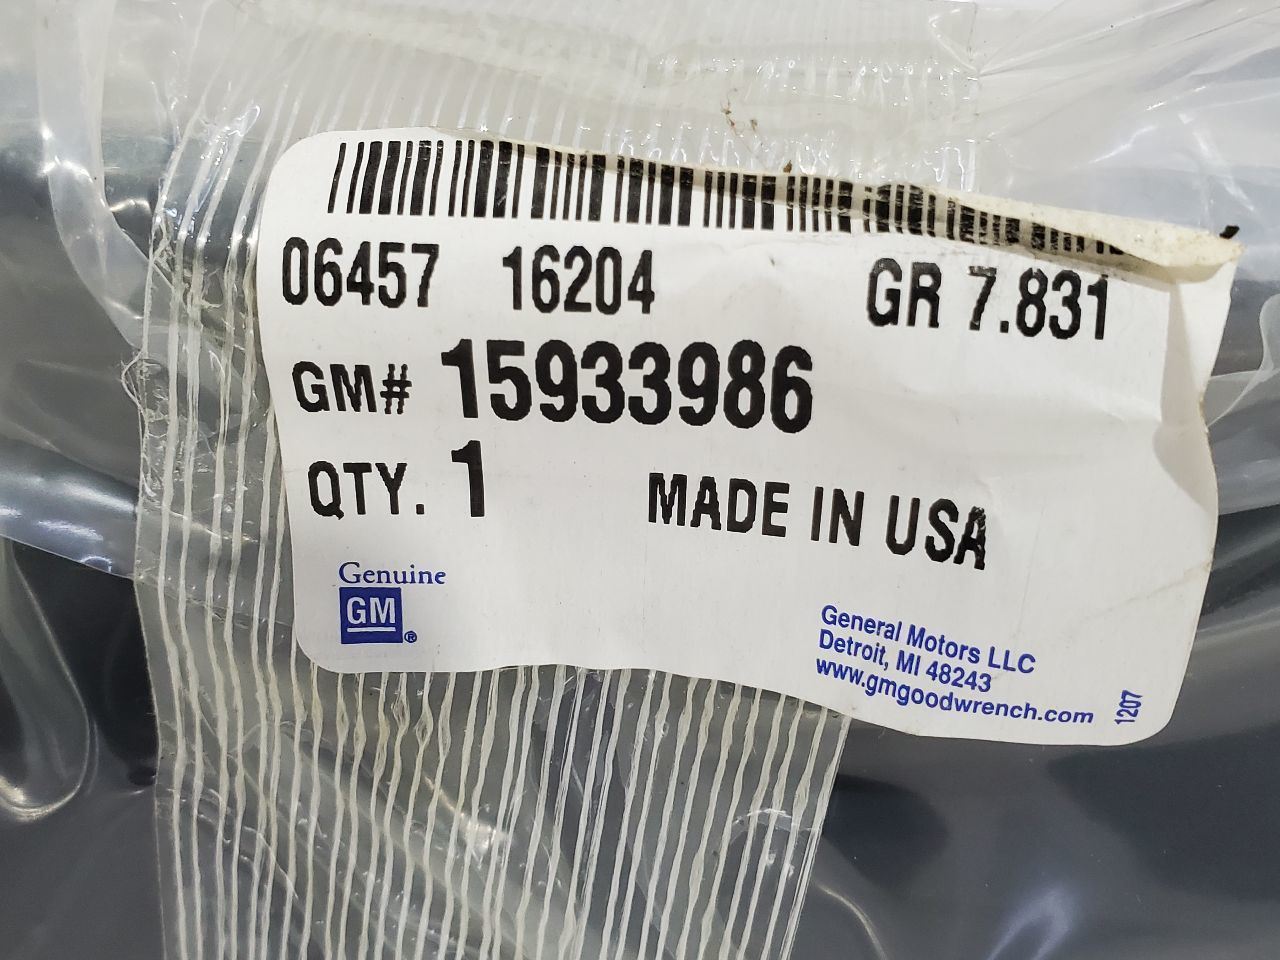 06457 16204 GR 7.831
GM# 15933986
QTY. 1 MADE IN USA
Genuine
GM®
General Motors LLC
Detroit, MI 48243
www.gmgoodwrench.com
1207